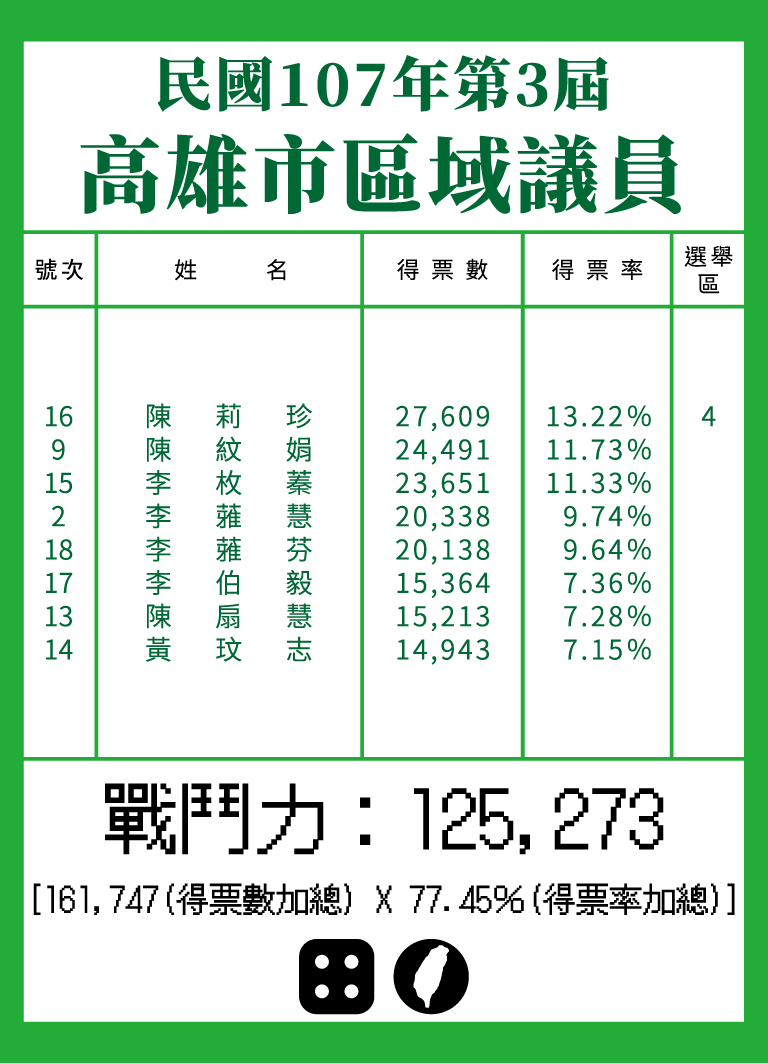 民國107年第3屆
高雄市區域議員
號次 姓名 得票數 得票率 選舉區
16 陳莉珍 27,609 13.22% 4
9 陳紋娟 24,491 11.73%
15 李枚蓁 23,651 11.33%
2 李蕥慧 20,338 9.74%
18 李蕥芬 20,138 9.64%
17 李伯毅 15,364 7.36%
13 陳扇慧 15,213 7.28%
14 黃玟志 14,943 7.15%
戰鬥力：125,273
[161,747(得票數加總) X 77.45%(得票率加總)]